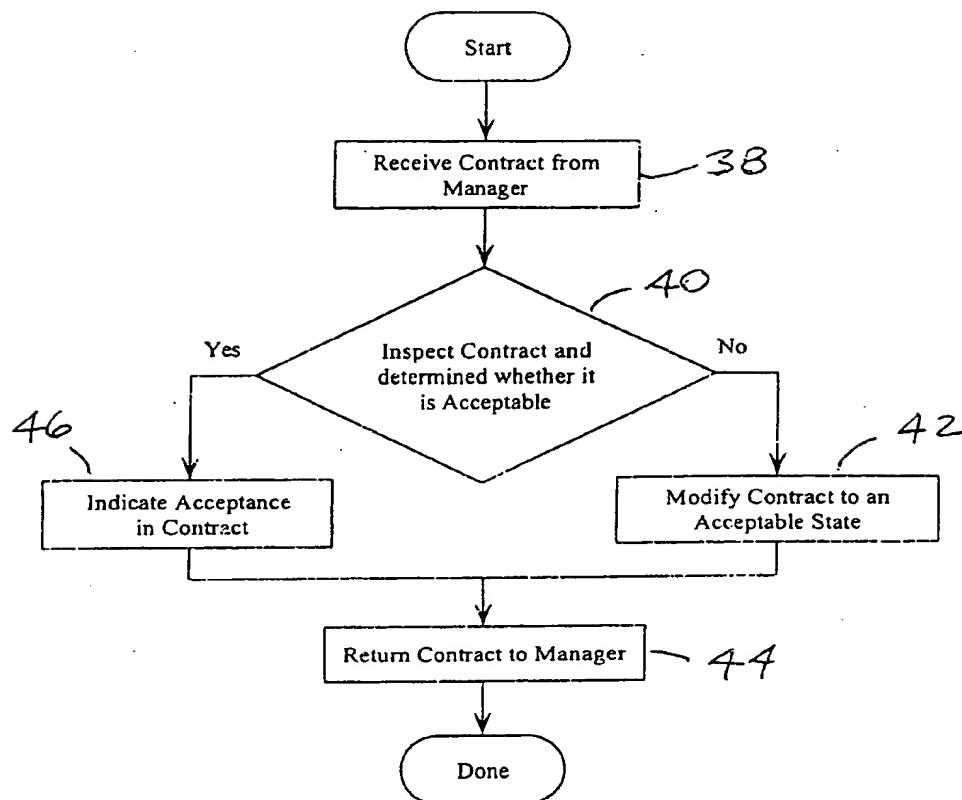 Start
Receive Contract from
Manager
38
40
Inspect Contract and
determined whether it
is Acceptable
Yes
No
46
42
Indicate Acceptance
in Contract
Modify Contract to an
Acceptable State
Return Contract to Manager
44
Done